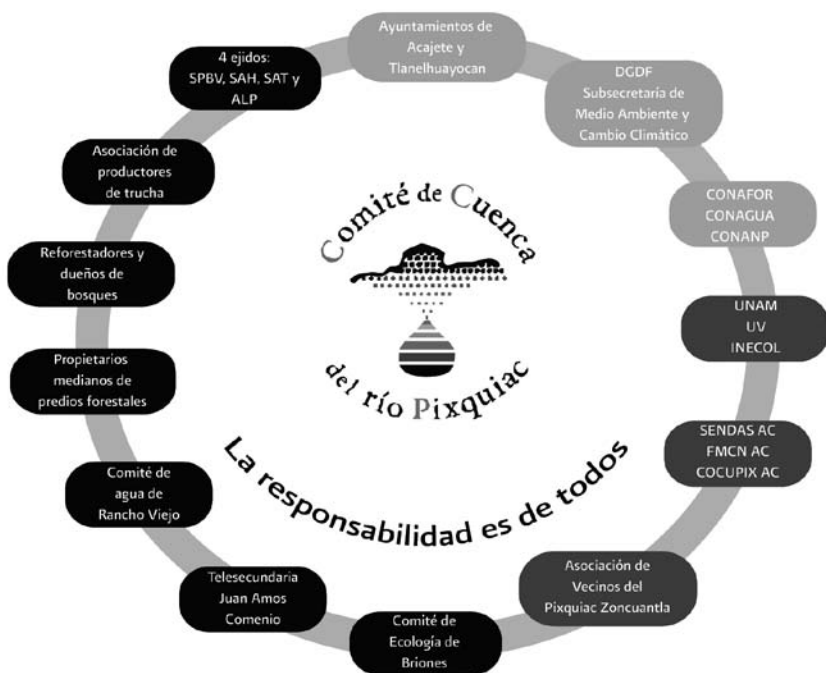 Ayuntamientos de
Acajete y
Tlanelhuayocan
DGDF
Subsecretaría de
Medio Ambiente y
Cambio Climático
CONAFOR
CONAGUA
CONANP
UNAM
UV
INECOL
SENDAS AC
FMCN AC
COCUPIX AC
Asociación de
Vecinos del
Pixquiac Zoncuantla
Comité de
Ecología de
Briones
Telesecundaria
Juan Amos
Comenio
Comité de
agua de
Rancho Viejo
Propietarios
medianos de
predios forestales
Reforestadores y
dueños de
bosques
Asociación de
productores
de trucha
4 ejidos:
SPBV, SAH, SAT y
ALP
Comité de Cuenca
del río Pixquiac
La responsabilidad es de todos